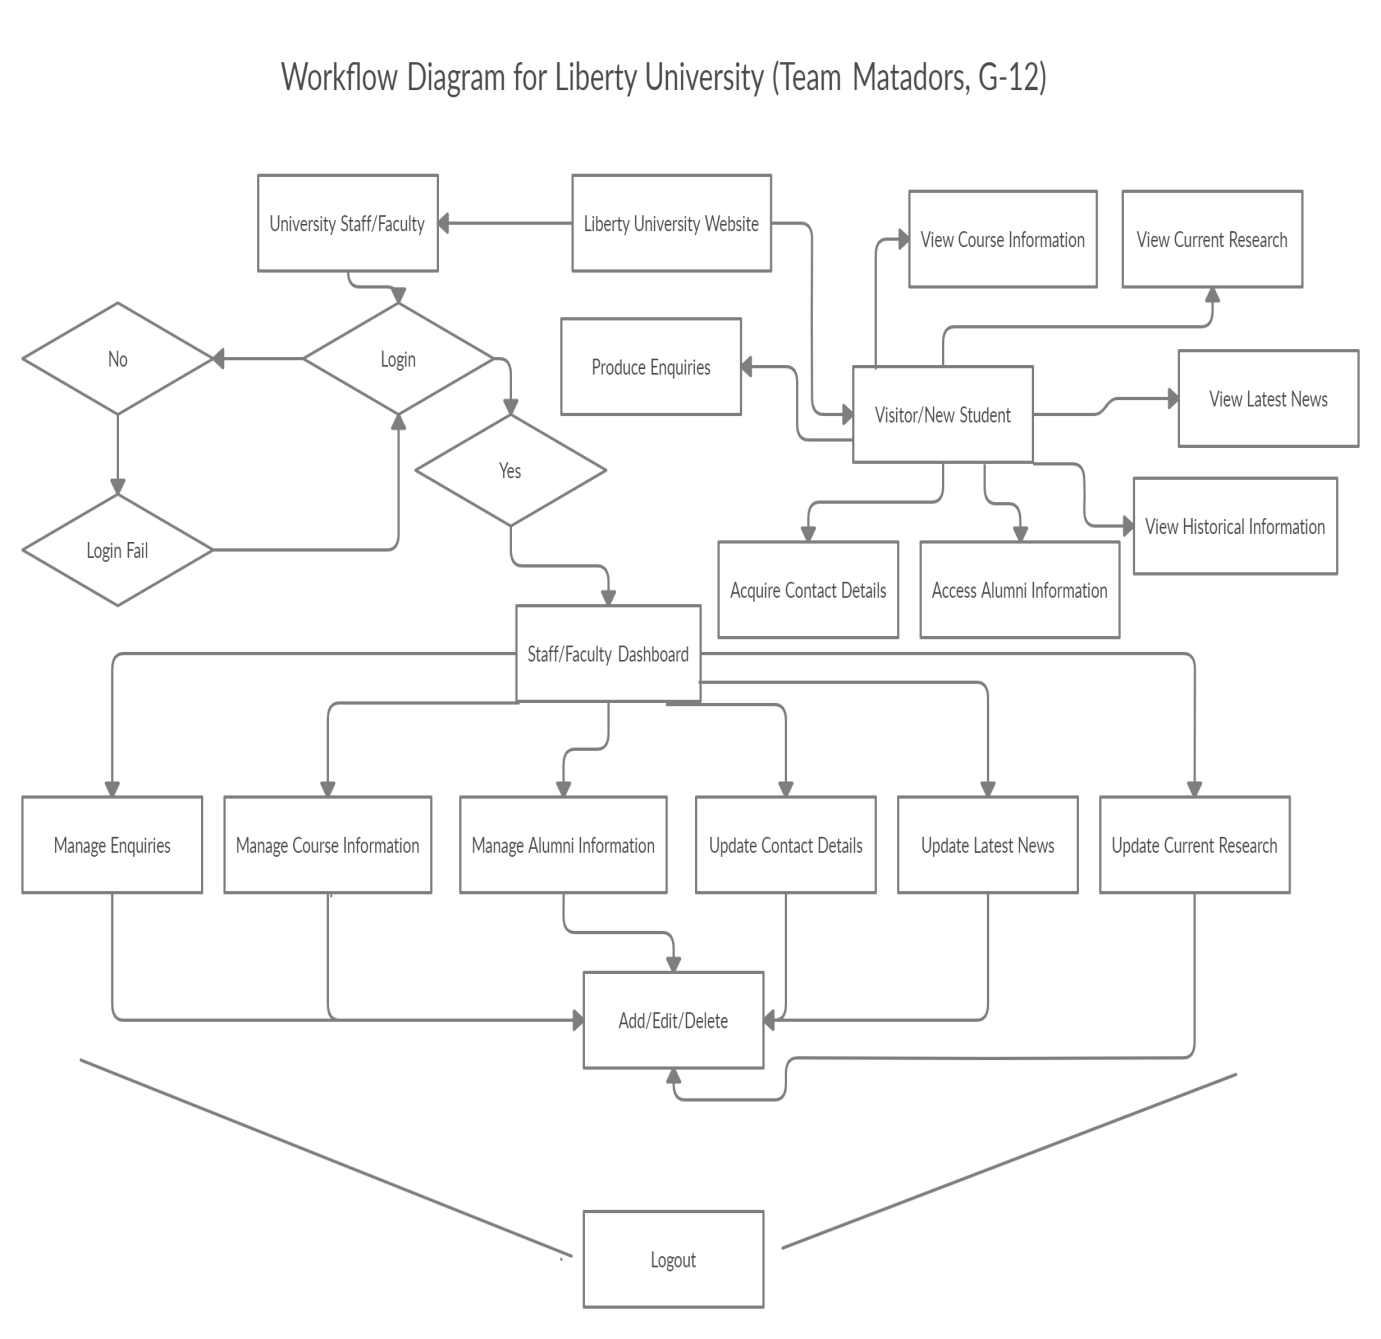 Workflow Diagram for Liberty University (Team Matadors, G-12)
University Staff/Faculty
Liberty University Website
View Course Information
View Current Research
No
Login
Produce Enquiries
Visitor/New Student
View Latest News
Yes
Login Fail
View Historical Information
Acquire Contact Details
Access Alumni Information
Staff/Faculty Dashboard
Manage Enquiries
Manage Course Information
Manage Alumni Information
Update Contact Details
Update Latest News
Update Current Research
Add/Edit/Delete
Logout